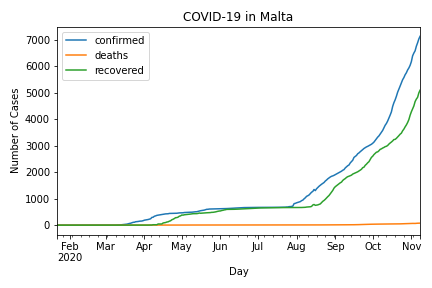 COVID-19 in Malta
confirmed
deaths
recovered
Number of Cases
7000
6000
5000
4000
3000
2000
1000
0
Feb Mar Apr May Jun Jul Aug Sep Oct Nov
2020
Day